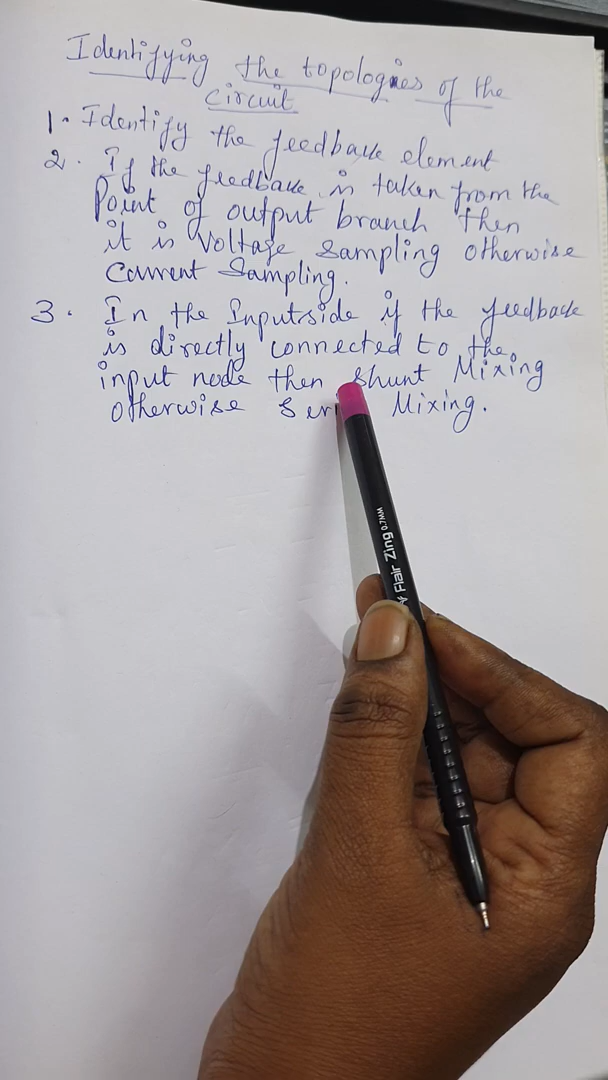 Identifying the topologies of the
circuit
1. Identify the feedback element
2. If the feedback is taken from the
Point of output branch then
it is Voltage Sampling otherwise
Current Sampling.
3. In the Inputside if the feedback
is directly connected to the
input node then shunt Mixing
otherwise Seri Mixing.
Flair Zing 0.7MM